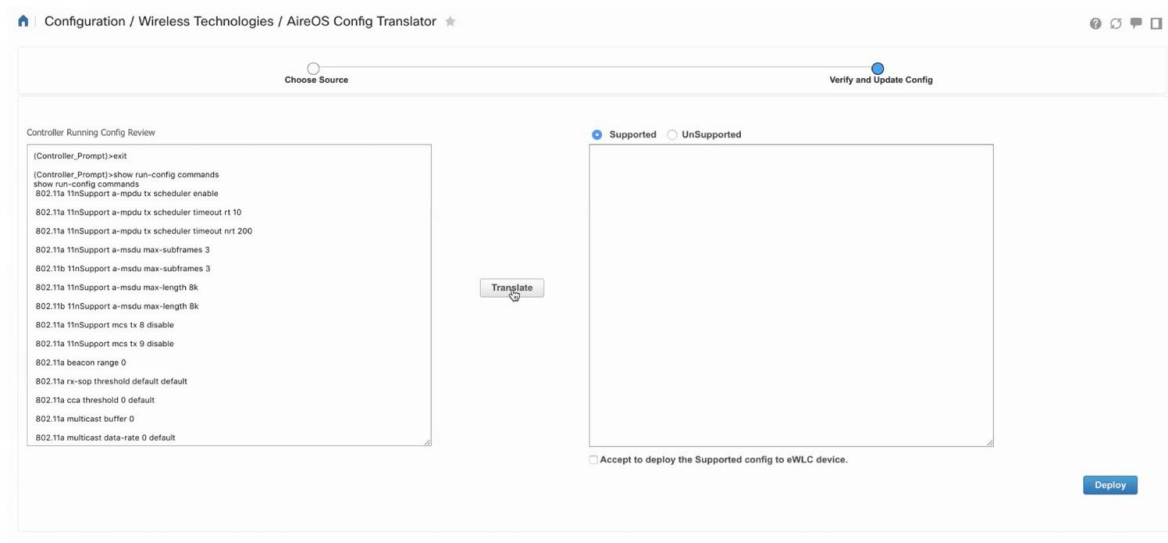 Configuration / Wireless Technologies / AireOS Config Translator
Choose Source
Verify and Update Config
Controller Running Config Review
(Controller_Prompt)>exit
(Controller_Prompt)>show run-config commands
show run-config commands
802.11a 11nSupport a-mpdu tx scheduler enable
802.11a 11nSupport a-mpdu tx scheduler timeout rt 10
802.11a 11nSupport a-mpdu tx scheduler timeout nrt 200
802.11a 11nSupport a-msdu max-subframes 3
802.11b 11nSupport a-msdu max-subframes 3
802.11a 11nSupport a-msdu max-length 8k
802.11b 11nSupport a-msdu max-length 8k
802.11a 11nSupport mcs tx 8 disable
802.11a 11nSupport mcs tx 9 disable
802.11a beacon range 0
802.11a rx-sop threshold default default
802.11a cca threshold 0 default
802.11a multicast buffer 0
802.11a multicast data-rate 0 default
Translate
Supported UnSupported
Accept to deploy the Supported config to eWLC device.
Deploy